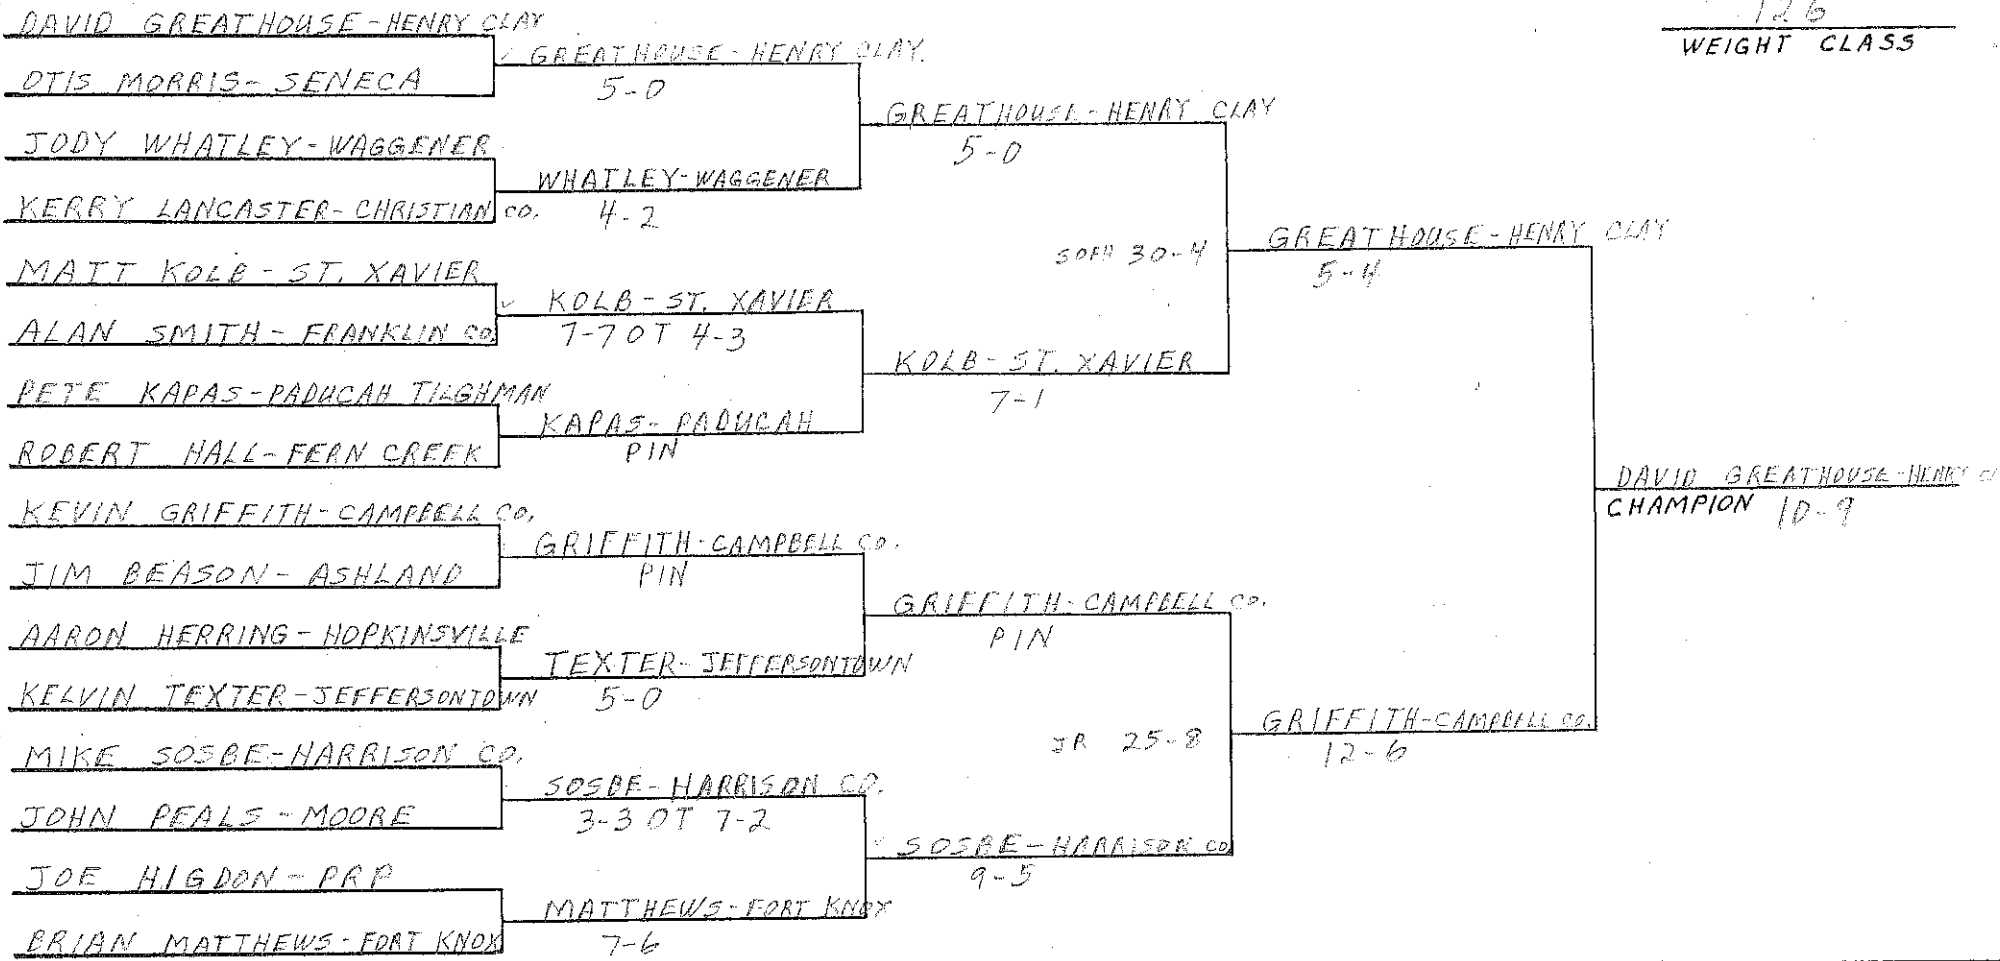 126
WEIGHT CLASS
DAVID GREATHOUSE-HENRY CLAY
OTIS MORRIS-SENECA
JODY WHATLEY-WAGGENER
KERRY LANCASTER-CHRISTIAN CO.
MATT KOLB-ST. XAVIER
ALAN SMITH-FRANKLIN CO.
PETE KAPAS-PADUCAH TILGHMAN
ROBERT HALL-FERN CREEK
KEVIN GRIFFITH-CAMPBELL CO.
JIM BEASON-ASHLAND
AARON HERRING-HOPKINSVILLE
KELVIN TEXTER-JEFFERSONTOWN
MIKE SOSBE-HARRISON CO.
JOHN PEALS-MOORE
JOE HIGDON-PRP
BRIAN MATTHEWS-FORT KNOX
GREATHOUSE-HENRY CLAY.
5-0
WHATLEY-WAGGENER
4-2
KOLB-ST. XAVIER
7-7 OT 4-3
KAPAS-PADUCAH
PIN
GRIFFITH-CAMPBELL CO.
PIN
TEXTER-JEFFERSONTOWN
5-0
SOSBE-HARRISON CO.
3-3 OT 7-2
MATTHEWS-FORT KNOX
7-6
GREATHOUSE-HENRY CLAY
5-0
SOPH 30-4
KOLB-ST. XAVIER
7-1
GRIFFITH-CAMPBELL CO.
PIN
JR 25-8
SOSBE-HARRISON CO
9-5
GREATHOUSE-HENRY CLAY
5-4
GRIFFITH-CAMPBELL CO.
12-6
DAVID GREATHOUSE-HENRY
CHAMPION 10-9